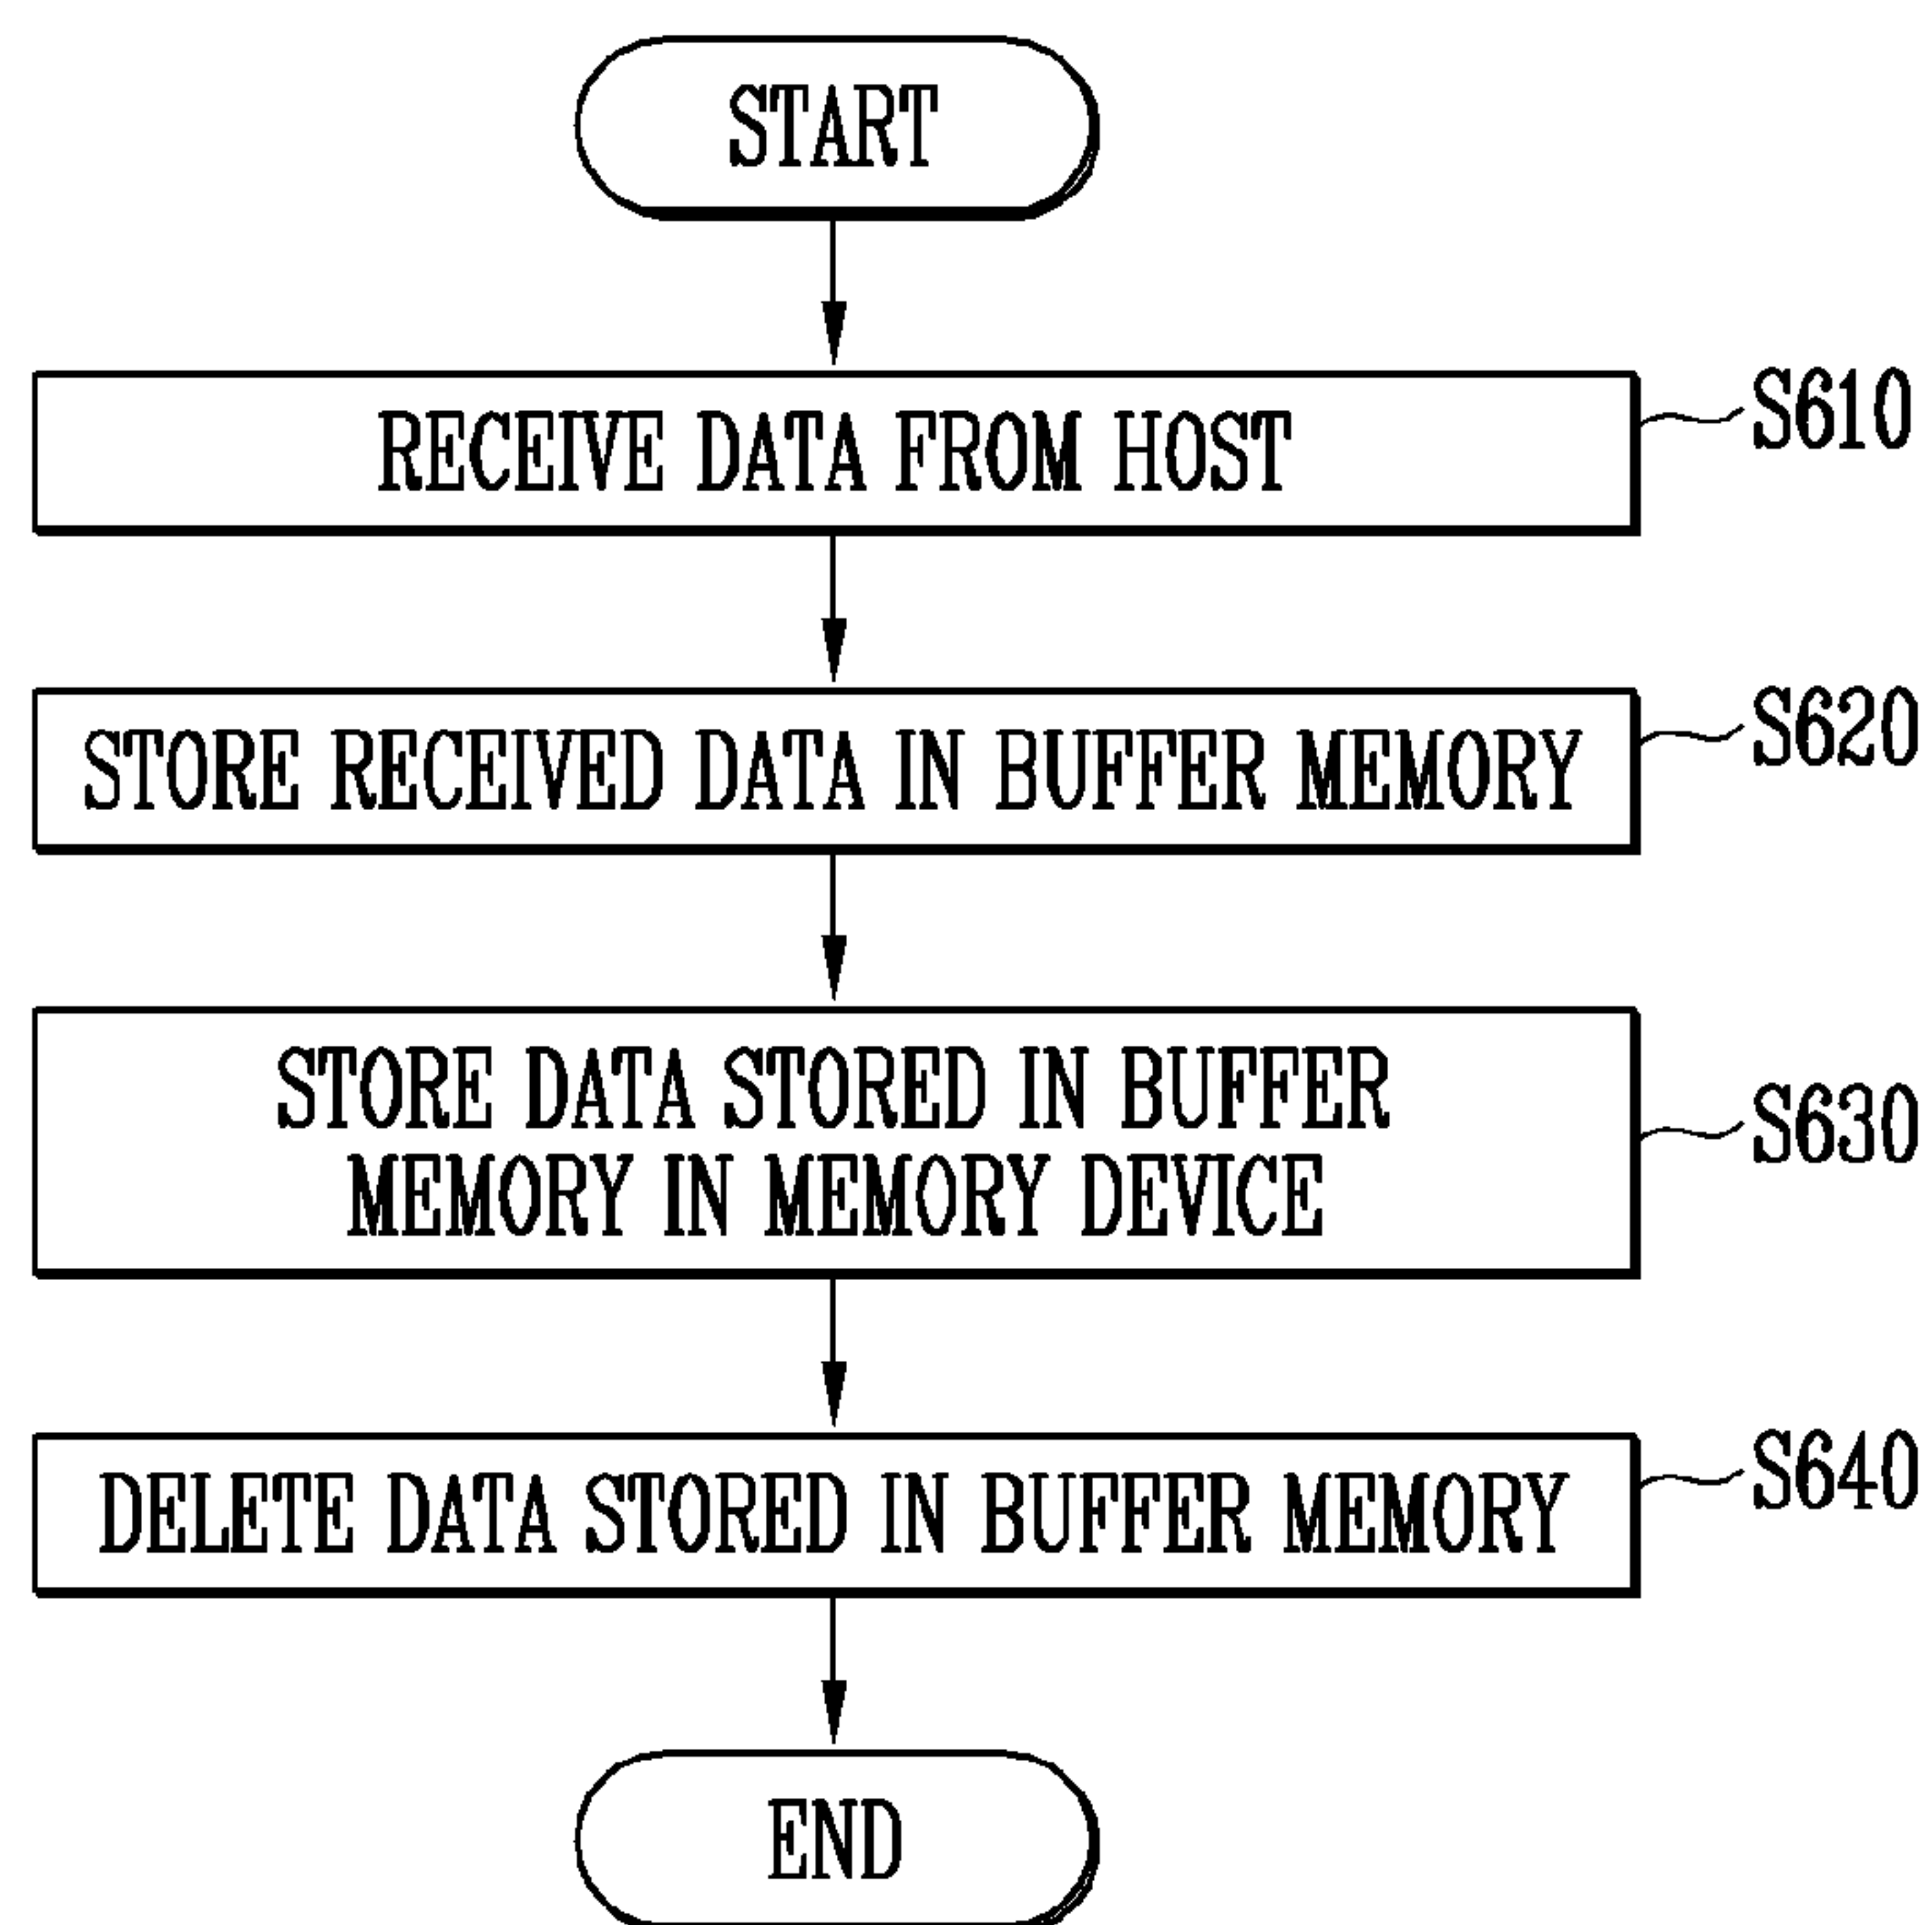 START
RECEIVE DATA FROM HOST
S610
STORE RECEIVED DATA IN BUFFER MEMORY
S620
STORE DATA STORED IN BUFFER
MEMORY IN MEMORY DEVICE
S630
DELETE DATA STORED IN BUFFER MEMORY
S640
END